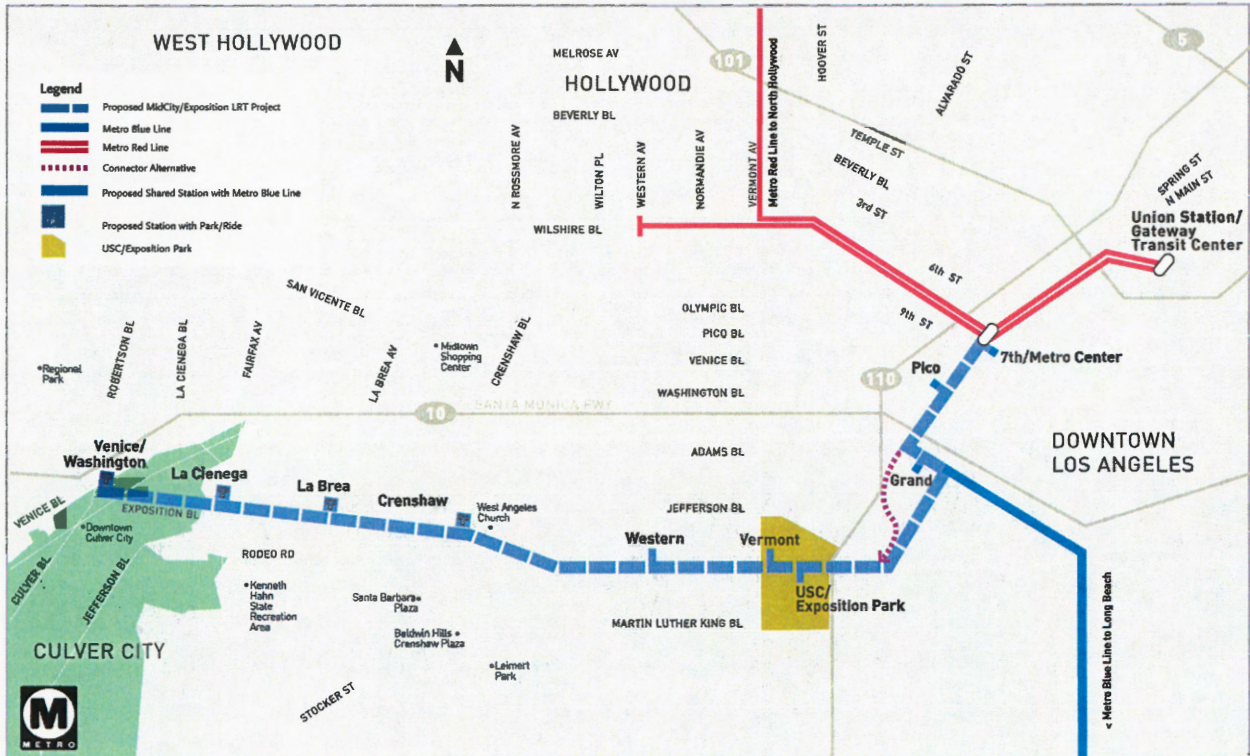 WEST HOLLYWOOD
N
MELROSE AV
HOLLYWOOD
BEVERLY BL
101
HOOVER ST
ALVARADO ST
5
Legend
Proposed MidCity/Exposition LRT Project
Metro Blue Line
Metro Red Line
Connector Alternative
Proposed Shared Station with Metro Blue Line
Proposed Station with Park/Ride
USC/Exposition Park
N ROSSMORE AV
WILTON PL
WESTERN AV
NORMANDIE AV
VERMONT AV
Metro Red Line to North Hollywood
TEMPLE ST
BEVERLY BL
3rd ST
SPRING ST
N MAIN ST
Union Station/
Gateway
Transit Center
WILSHIRE BL
6th ST
9th ST
SAN VICENTE BL
OLYMPIC BL
PICO BL
VENICE BL
WASHINGTON BL
7th/Metro Center
Pico
110
ROBERTSON BL
LA CIENEGA BL
FAIRFAX AV
LA BREA AV
CRENSHAW BL
Regional
Park
Midtown
Shopping
Center
10
SANTA MONICA FWY
ADAMS BL
DOWNTOWN
LOS ANGELES
Grand
Venice/
Washington
La Cienega
La Brea
Crenshaw
West Angeles
Church
JEFFERSON BL
VENICE BL
EXPOSITION BL
Downtown
Culver City
Western
Vermont
USC/
Exposition Park
RODEO RD
CULVER BL
JEFFERSON BL
Kenneth
Hahn
State
Recreation
Area
Santa Barbara
Plaza
Baldwin Hills
Crenshaw Plaza
MARTIN LUTHER KING BL
Leimert
Park
CULVER CITY
STOCKER ST
< Metro Blue Line to Long Beach
M
METRO